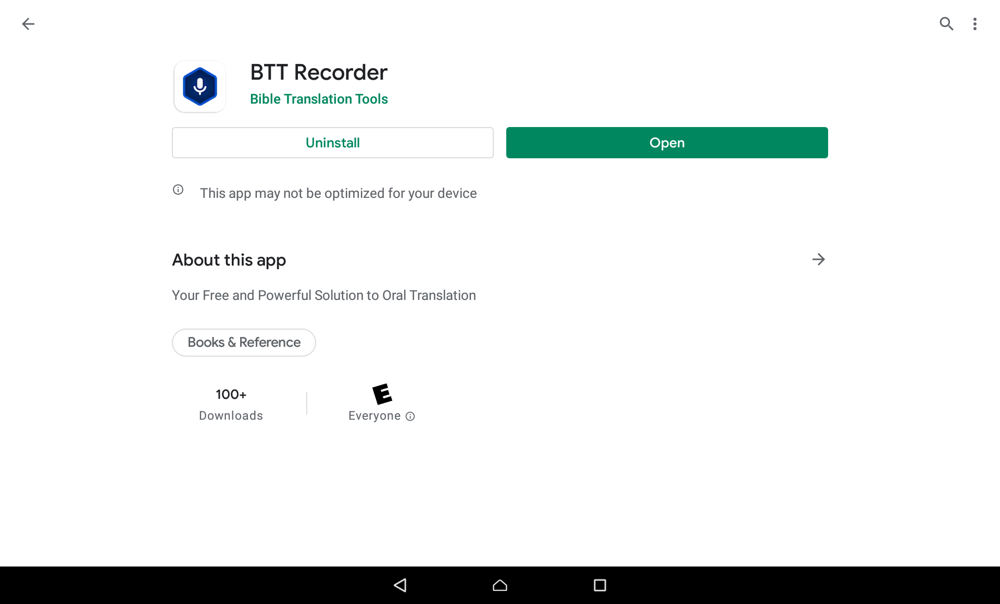 BTT Recorder
Bible Translation Tools
Uninstall
Open
This app may not be optimized for your device
About this app
Your Free and Powerful Solution to Oral Translation
Books & Reference
100+
Downloads
E
Everyone